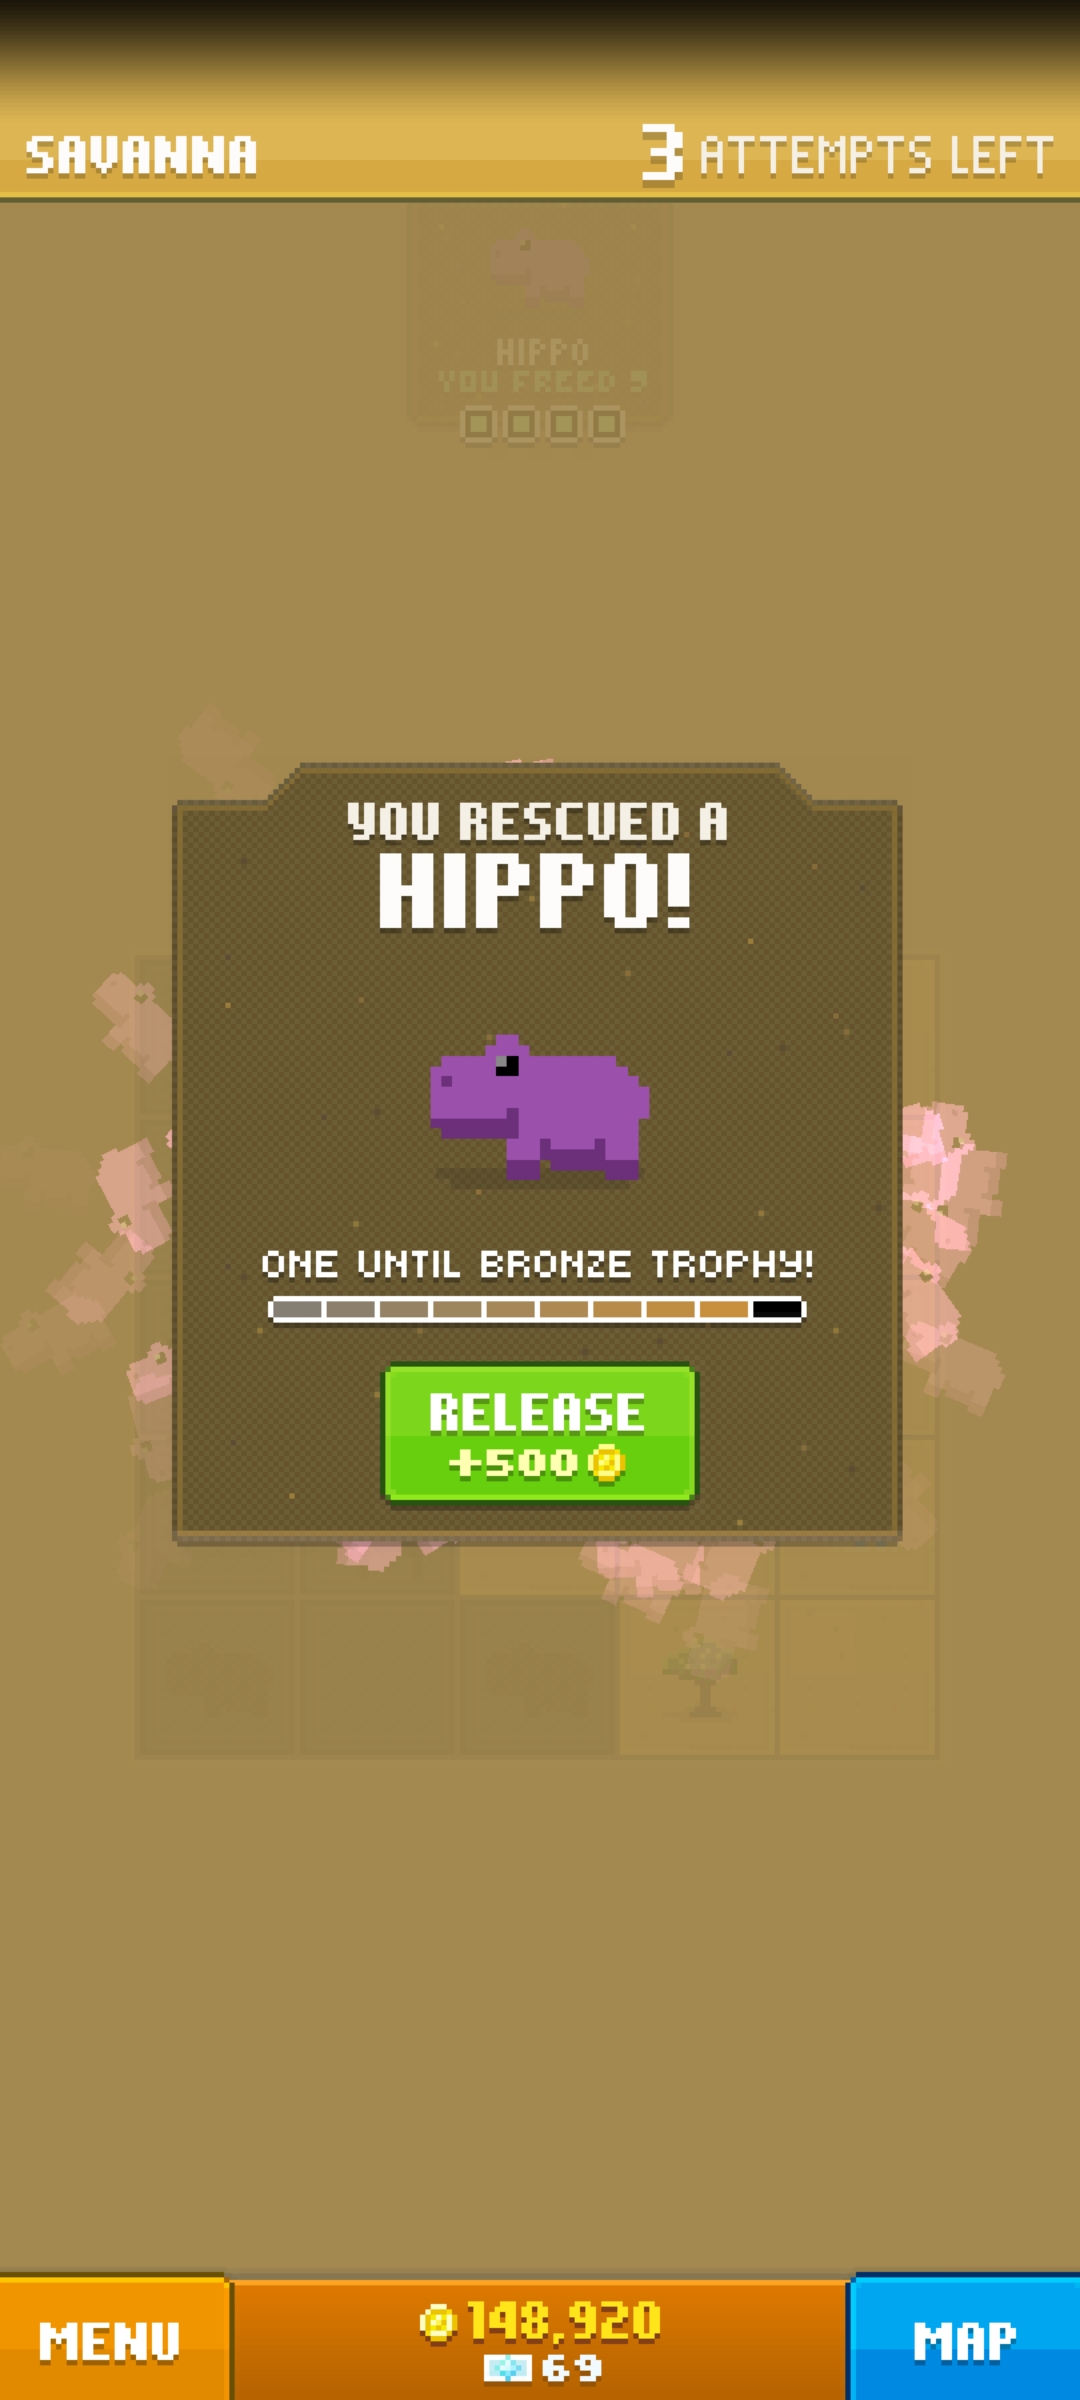 SAVANNA
3 ATTEMPTS LEFT
HIPPO
YOU FREED 9
YOU RESCUED A
HIPPO!
ONE UNTIL BRONZE TROPHY!
RELEASE
+500
MENU
148,920
69
MAP